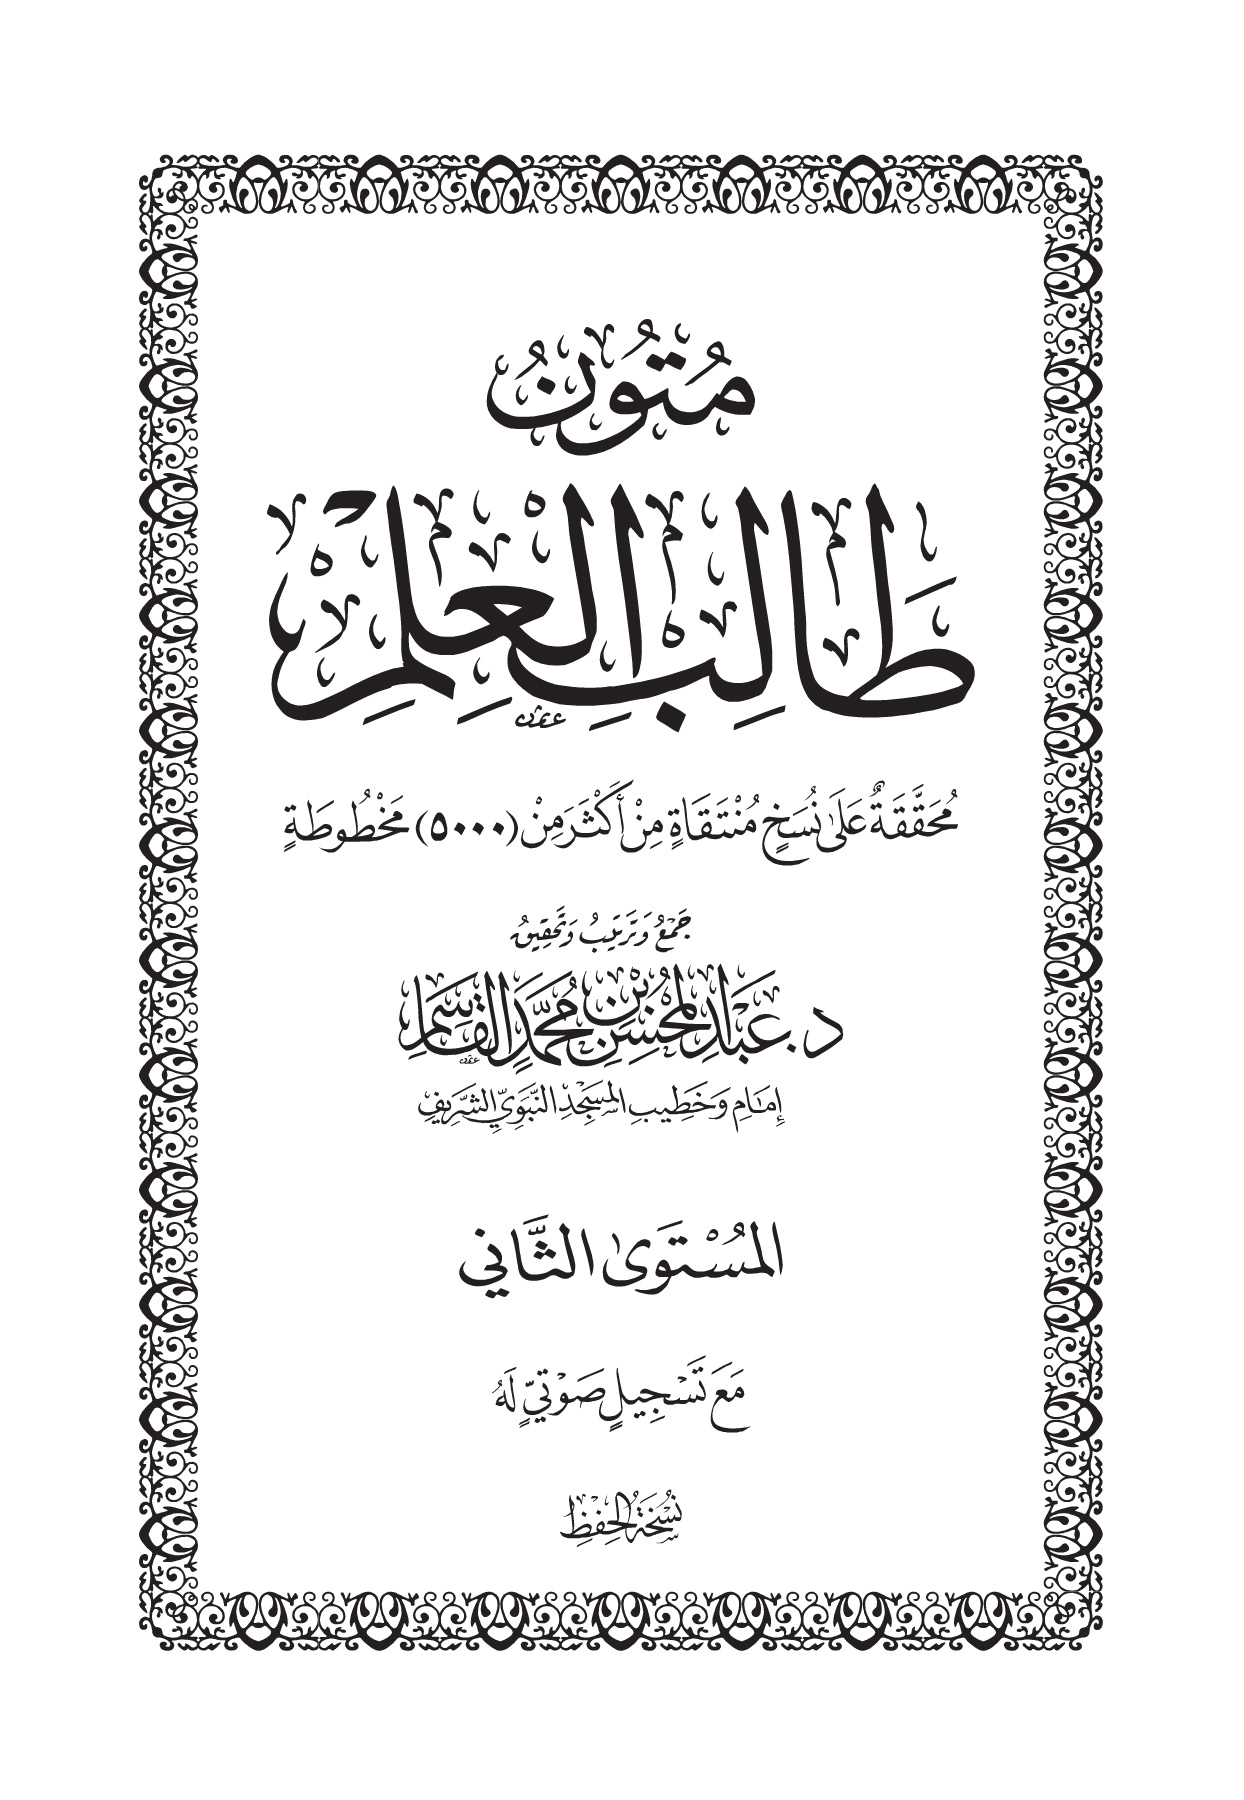 مُتُونُ
طَالِبِ العِلْمِ
مُحَقَّقَةٌ عَلَى نُسَخٍ مُنْتَقَاةٍ مِنْ أَكْثَرَ مِنْ (٥٠٠٠) مَخْطُوطَةٍ
جَمْعُ وَتَرْتِيبُ وَتَحْقِيقُ
د. عَبْدِ المُحْسِنِ بْنِ مُحَمَّدٍ القَاسِمِ
إِمَامِ وَخَطِيبِ المَسْجِدِ النَّبَوِيِّ الشَّرِيفِ
المُسْتَوَى الثَّانِي
مَعَ تَسْجِيلٍ صَوْتِيٍّ لَهُ
نُسْخَةُ الحِفْظِ